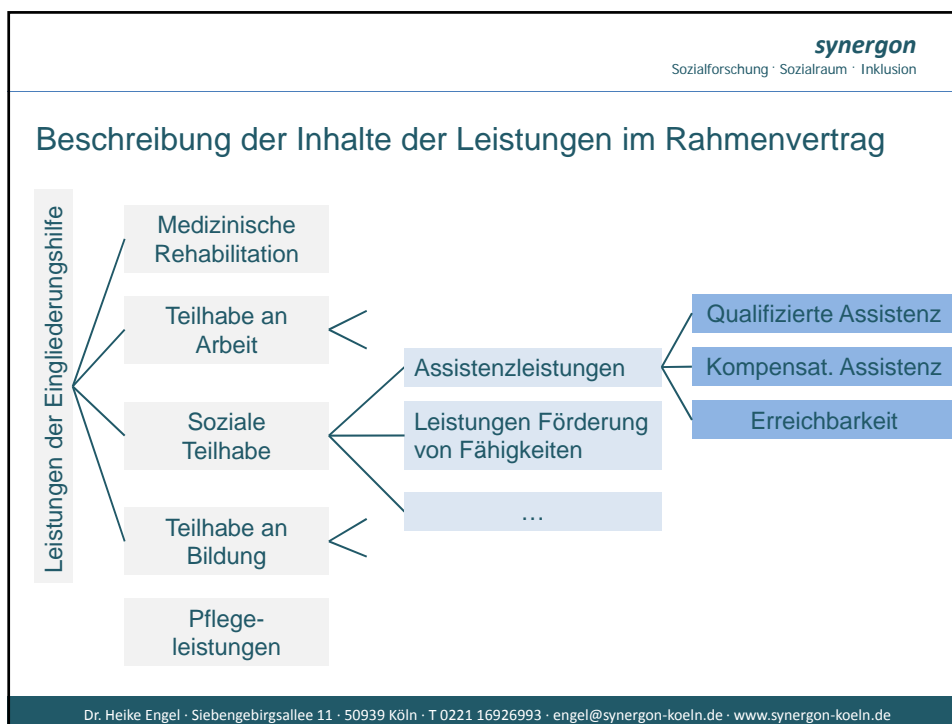 synergon
Sozialforschung · Sozialraum · Inklusion
Beschreibung der Inhalte der Leistungen im Rahmenvertrag
Leistungen der Eingliederungshilfe
Medizinische
Rehabilitation
Teilhabe an
Arbeit
Soziale
Teilhabe
Teilhabe an
Bildung
Pflege-
leistungen
Assistenzleistungen
Leistungen Förderung
von Fähigkeiten
...
Qualifizierte Assistenz
Kompensat. Assistenz
Erreichbarkeit
Dr. Heike Engel · Siebengebirgsallee 11 · 50939 Köln · T 0221 16926993 · engel@synergon-koeln.de · www.synergon-koeln.de